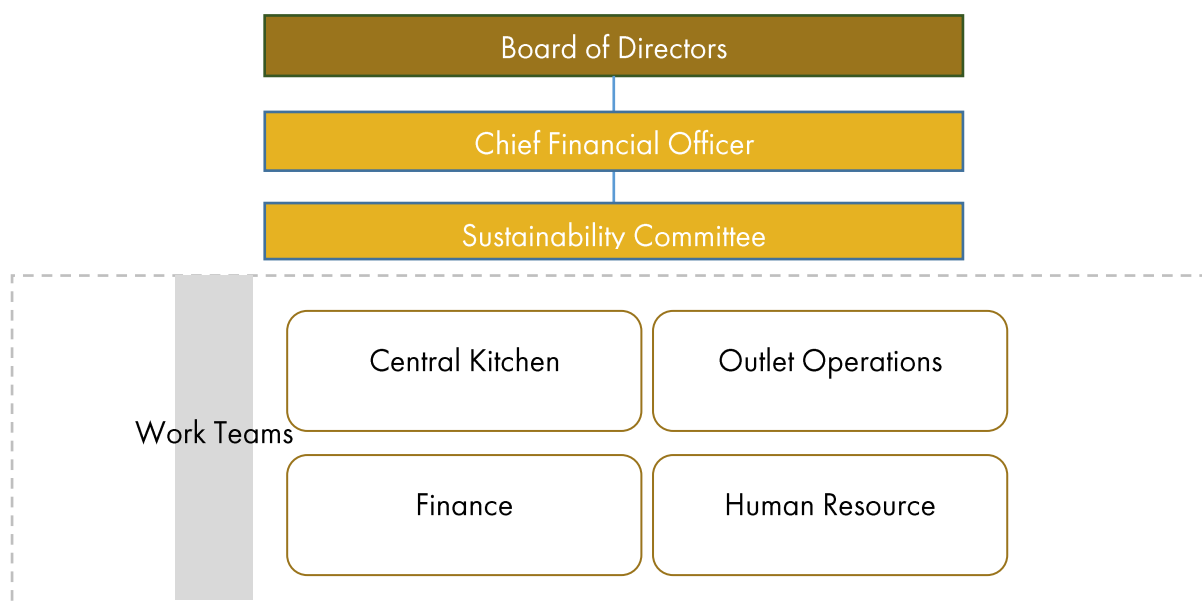 Board of Directors
Chief Financial Officer
Sustainability Committee
Central Kitchen
Outlet Operations
Work Teams
Finance
Human Resource